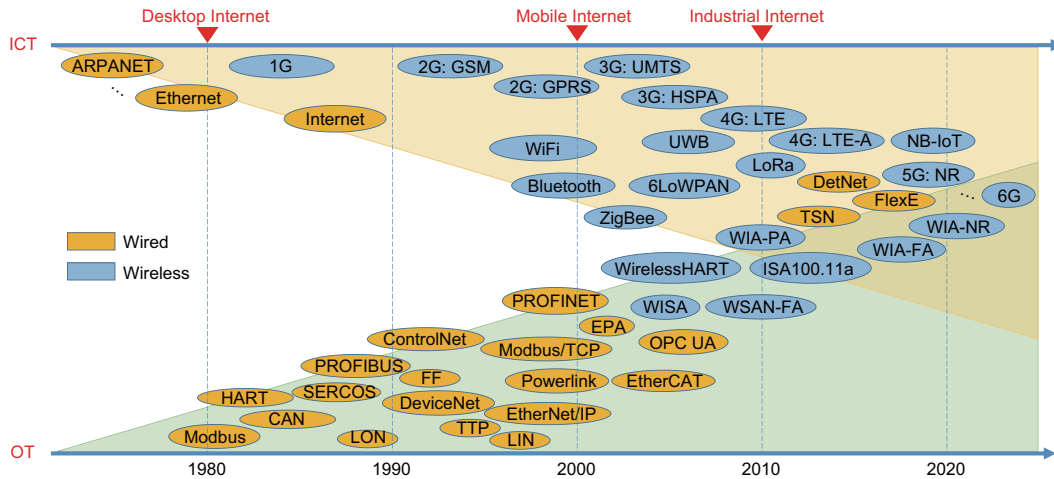 Desktop Internet
Mobile Internet
Industrial Internet
ICT
ARPANET
1G
2G: GSM
3G: UMTS
2G: GPRS
3G: HSPA
...
Ethernet
Internet
4G: LTE
WiFi
UWB
4G: LTE-A
NB-IoT
LoRa
Bluetooth
6LoWPAN
DetNet
5G: NR
...
6G
FlexE
ZigBee
TSN
WIA-NR
Wired
WIA-PA
WIA-FA
Wireless
WirelessHART
ISA100.11a
PROFINET
WISA
WSAN-FA
EPA
ControlNet
Modbus/TCP
OPC UA
PROFIBUS
FF
Powerlink
EtherCAT
HART
SERCOS
DeviceNet
EtherNet/IP
CAN
TTP
Modbus
LON
LIN
OT
1980
1990
2000
2010
2020